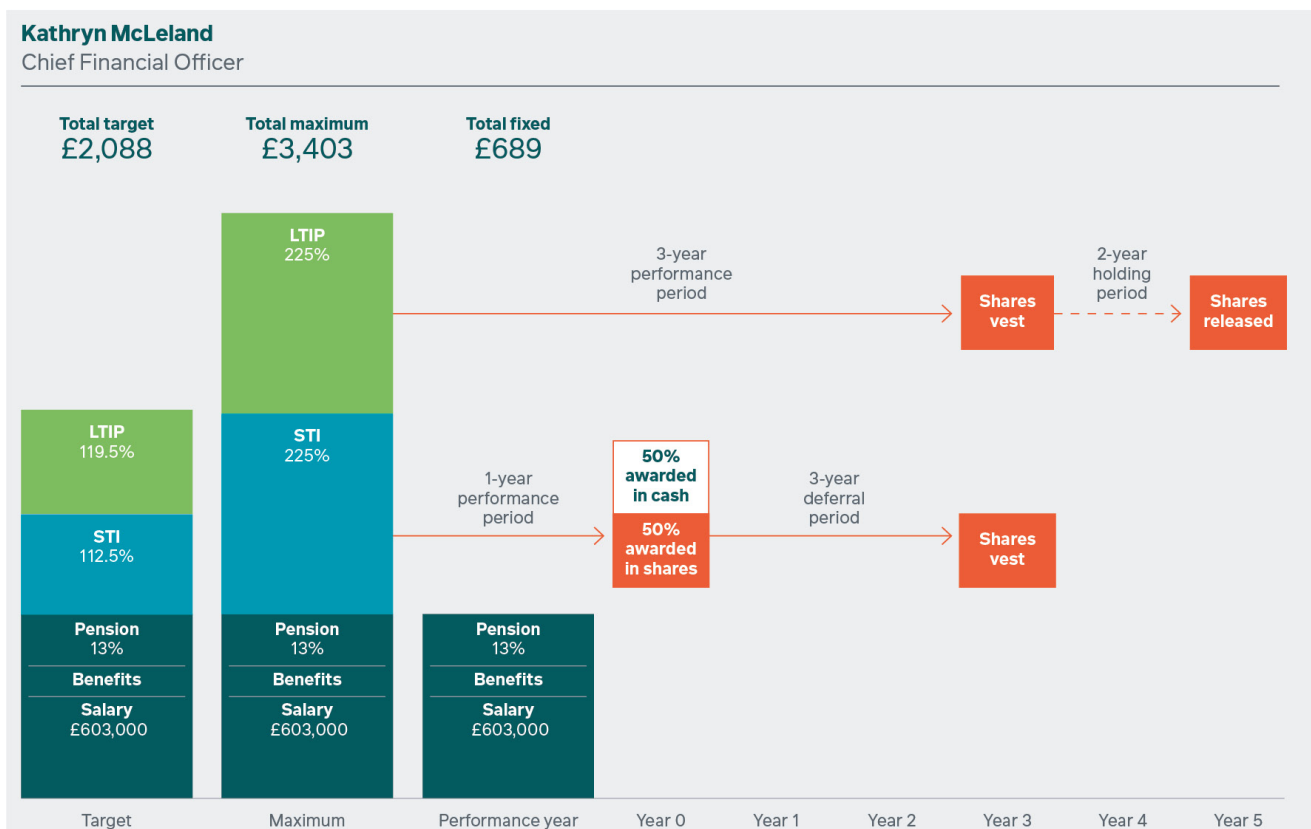 Kathryn McLeland
Chief Financial Officer
Total target
£2,088
Total maximum
£3,403
Total fixed
£689
LTIP
225%
3-year
performance
period
Shares
vest
2-year
holding
period
Shares
released
LTIP
119.5%
STI
112.5%
STI
225%
1-year
performance
period
50%
awarded
in cash
50%
awarded
in shares
3-year
deferral
period
Shares
vest
Pension
13%
Benefits
Salary
£603,000
Pension
13%
Benefits
Salary
£603,000
Pension
13%
Benefits
Salary
£603,000
Target
Maximum
Performance year
Year 0
Year 1
Year 2
Year 3
Year 4
Year 5